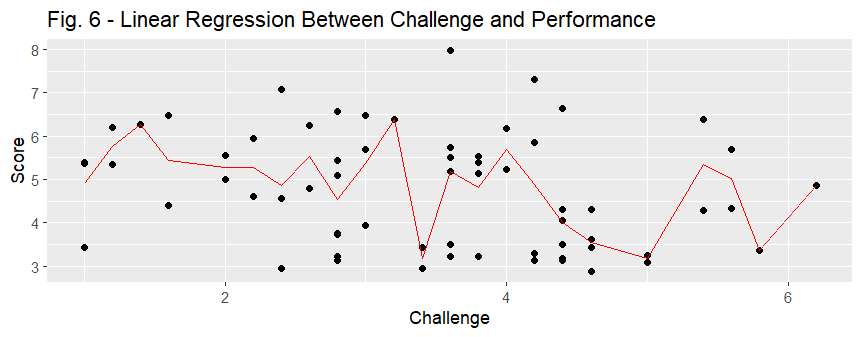 Fig. 6 - Linear Regression Between Challenge and Performance
8
7
6
5
4
3
Score
2 4 6
Challenge